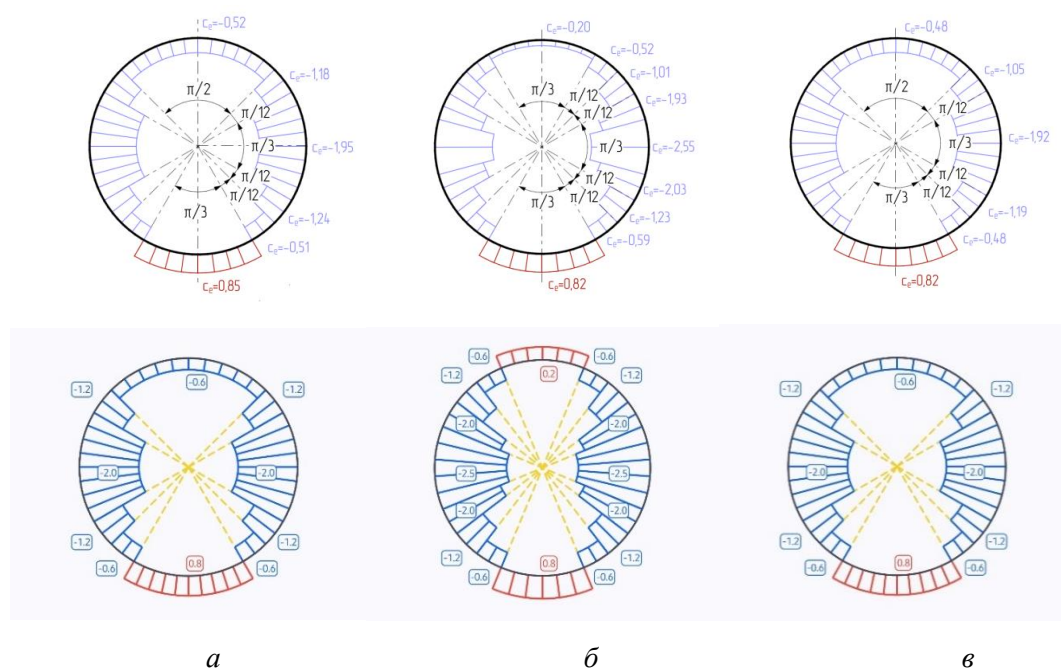 cₑ=-0,52
cₑ=-1,18
cₑ=-1,95
cₑ=-1,24
cₑ=-0,51
cₑ=0,85
π/2
π/12
π/3
π/12
π/12
π/3
cₑ=-0,20
cₑ=-0,52
cₑ=-1,01
cₑ=-1,93
cₑ=-2,55
cₑ=-2,03
cₑ=-1,23
cₑ=-0,59
cₑ=0,82
π/3
π/12
π/12
π/3
π/12
π/12
π/3
cₑ=-0,48
cₑ=-1,05
cₑ=-1,92
cₑ=-1,19
cₑ=-0,48
cₑ=0,82
π/2
π/12
π/3
π/12
π/12
π/3
-1.2 -0.6 -1.2
-2.0 -2.0
-1.2 -1.2
-0.6 0.8 -0.6
-0.6 -0.6
-1.2 0.2 -1.2
-2.0 -2.0
-2.5 -2.5
-2.0 -2.0
-1.2 -1.2
-0.6 0.8 -0.6
-1.2 -0.6 -1.2
-2.0 -2.0
-1.2 -1.2
-0.6 0.8 -0.6
а б в